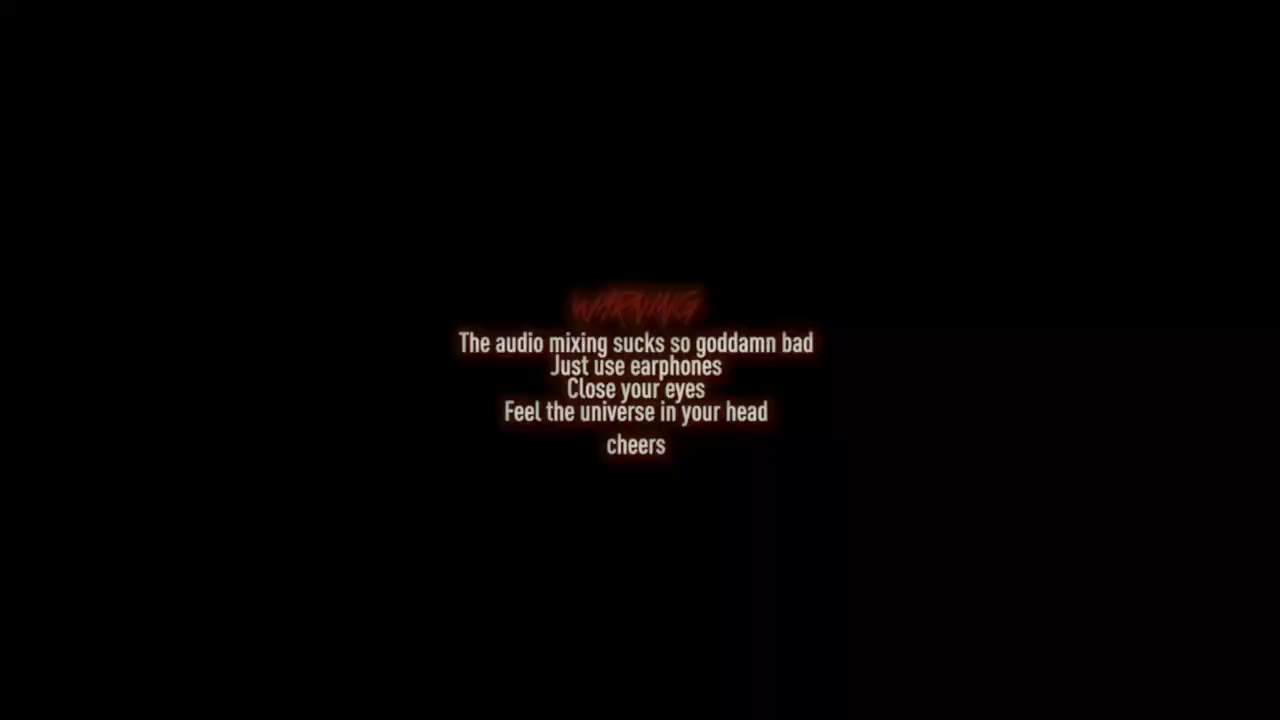 WARNING
The audio mixing sucks so goddamn bad
Just use earphones
Close your eyes
Feel the universe in your head
cheers